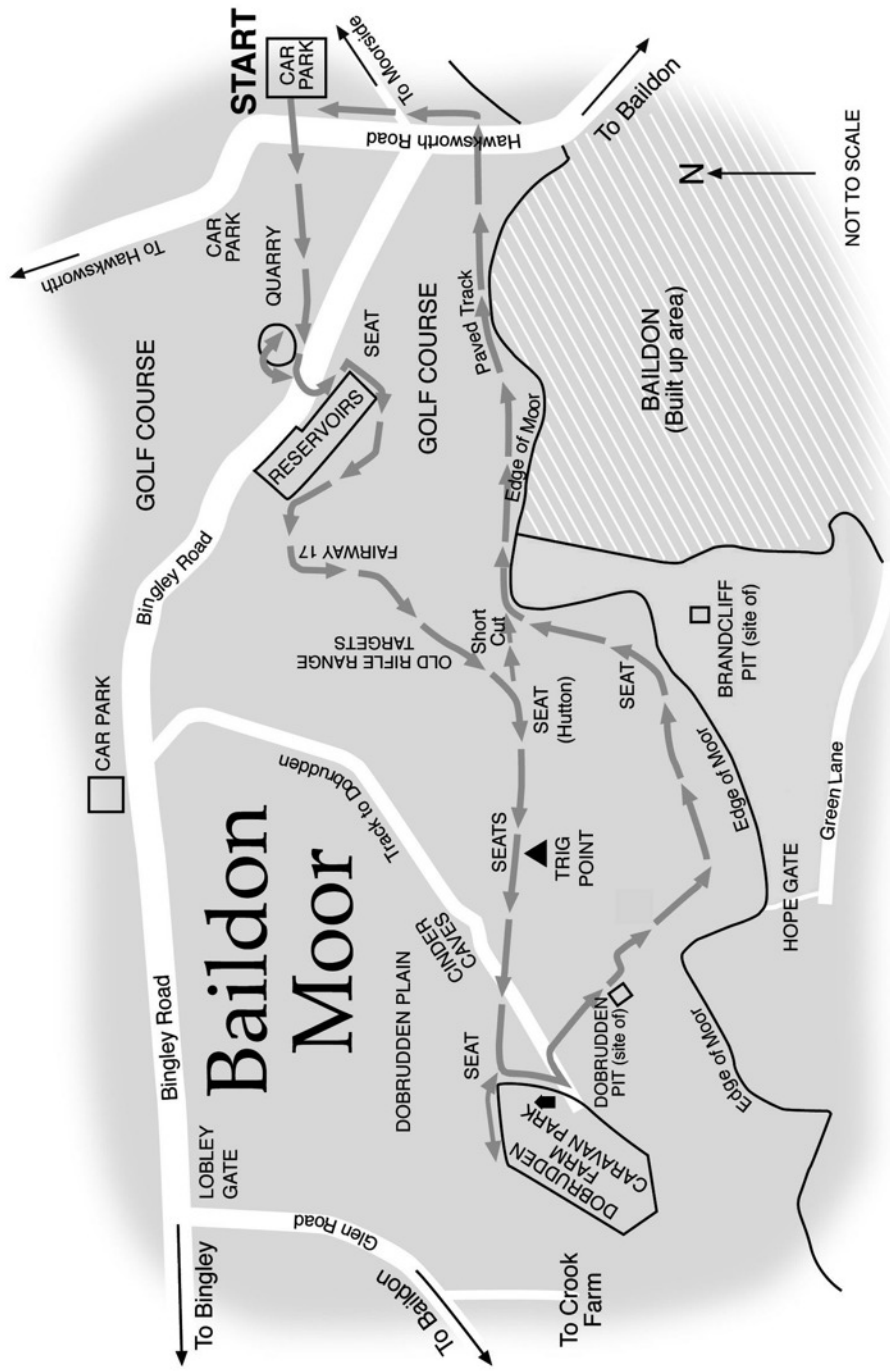 START
CAR
PARK
To Moorside
Hawksworth Road
To Baildon
To Hawksworth
CAR
PARK
QUARRY
GOLF COURSE
SEAT
RESERVOIRS
GOLF COURSE
Paved Track
Edge of Moor
BAILDON
(Built up area)
N
NOT TO SCALE
Bingley Road
FAIRWAY 17
OLD RIFLE RANGE
TARGETS
Short
Cut
SEAT
(Hutton)
SEAT
BRANDCLIFF
PIT (site of)
Edge of Moor
Green Lane
HOPE GATE
CAR PARK
Track to Dobrudden
Baildon
Moor
SEATS
TRIG
POINT
CINDER
CAVES
DOBRUDDEN PLAIN
SEAT
DOBRUDDEN
PIT (site of)
Edge of Moor
Edge of Moor
DOBRUDDEN
FARM
CARAVAN PARK
Bingley Road
LOBLEY
GATE
Glen Road
To Bingley
To Baildon
To Crook
Farm